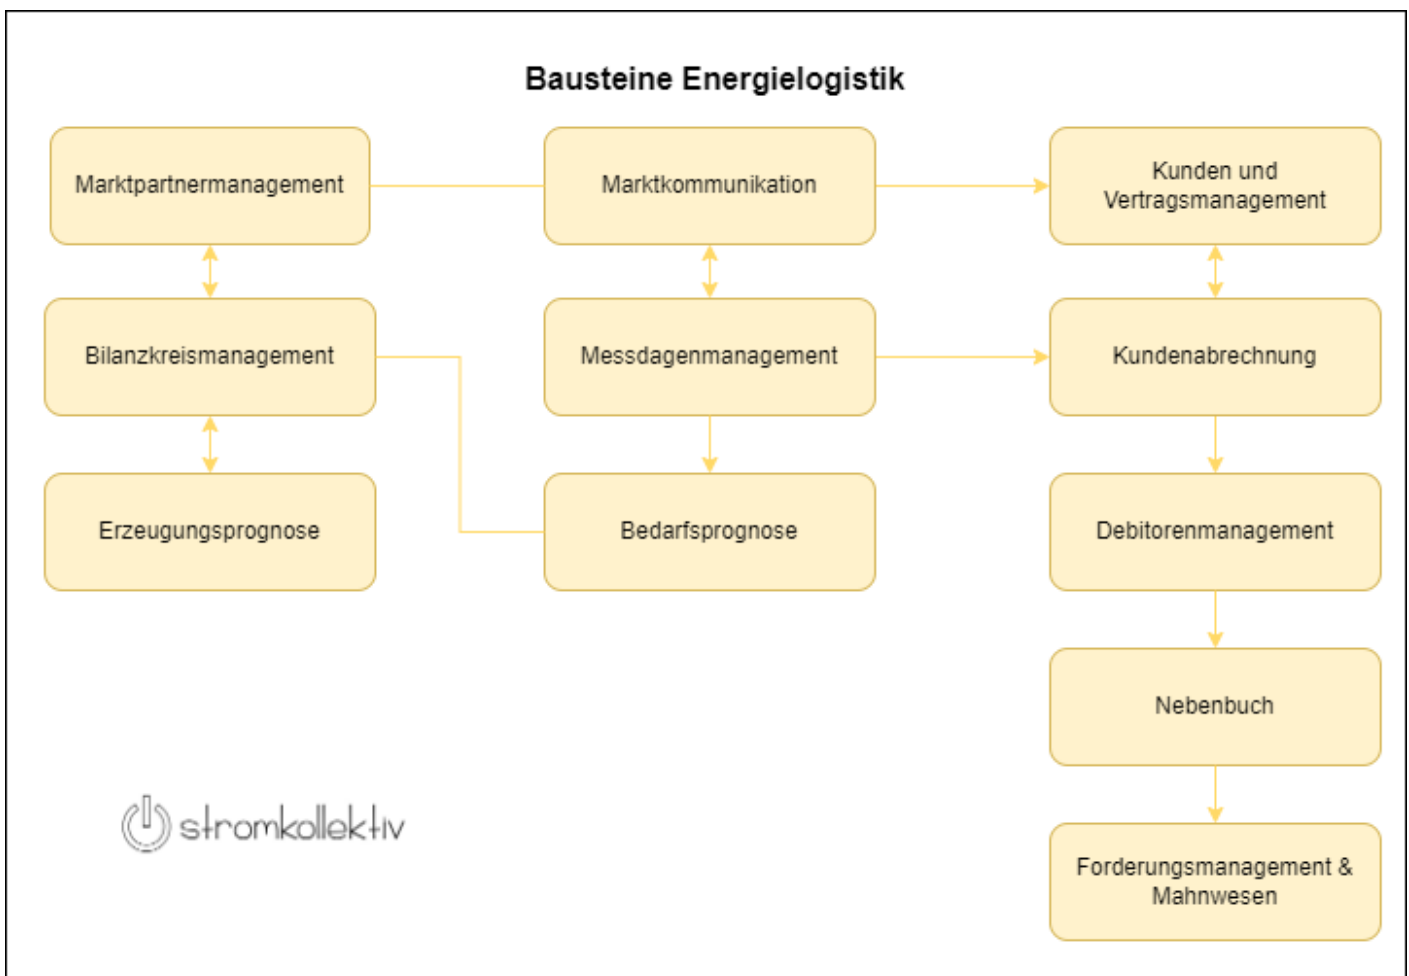 Bausteine Energielogistik
Marktpartnermanagement
Marktkommunikation
Kunden und
Vertragsmanagement
Bilanzkreismanagement
Messdagenmanagement
Kundenabrechnung
Erzeugungsprognose
Bedarfsprognose
Debitorenmanagement
Nebenbuch
stromkollektiv
Forderungsmanagement &
Mahnwesen